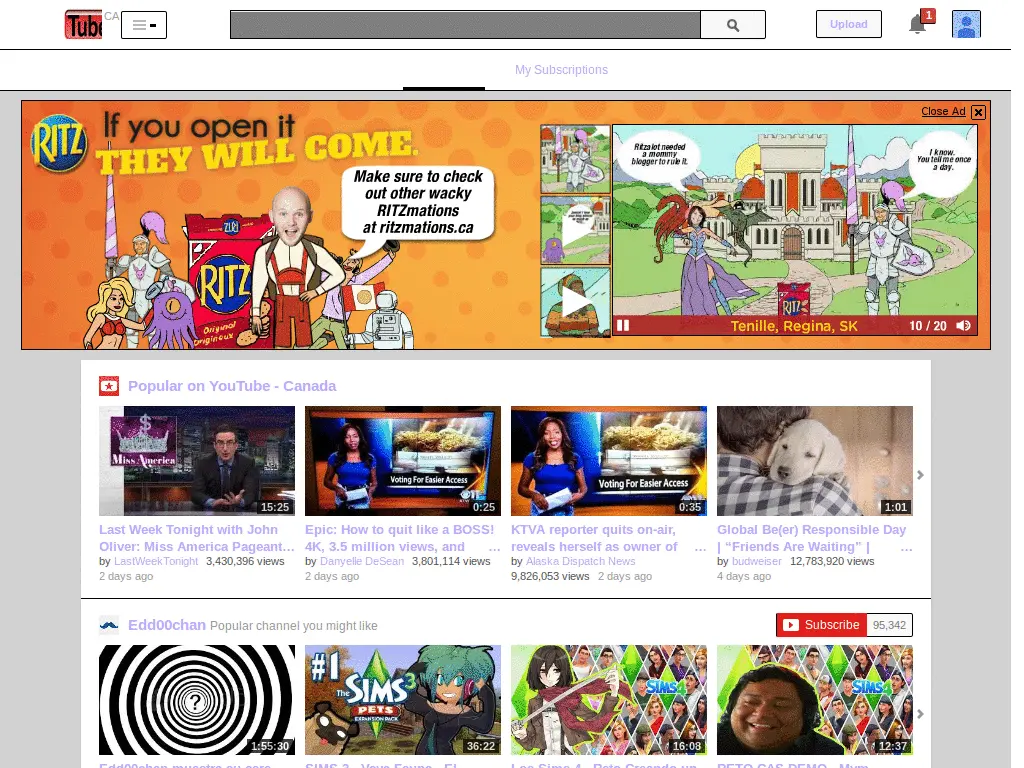 Tube
CA
Upload
1
My Subscriptions
Close Ad
RITZ
If you open it
THEY WILL COME.
Make sure to check
out other wacky
RITZmations
at ritzmations.ca
RITZ
Original
Originaux
Ritzalot needed
a mommy
blogger to rule it.
I know.
You tell me once
a day.
RITZ
Tenille, Regina, SK
10 / 20
Popular on YouTube - Canada
$
Miss America
15:25
Voting For Easier Access
0:25
Voting For Easier Access
0:35
1:01
Last Week Tonight with John
Oliver: Miss America Pageant…
by LastWeekTonight 3,430,396 views
2 days ago
Epic: How to quit like a BOSS!
4K, 3.5 million views, and …
by Danyelle DeSean 3,801,114 views
2 days ago
KTVA reporter quits on-air,
reveals herself as owner of …
by Alaska Dispatch News
9,826,053 views 2 days ago
Global Be(er) Responsible Day
| “Friends Are Waiting” | …
by budweiser 12,783,920 views
4 days ago
Edd00chan Popular channel you might like
Subscribe 95,342
?
1:55:30
#1
The SIMS 3
PETS
EXPANSION PACK
36:22
SIMS 4
16:08
SIMS 4
12:37